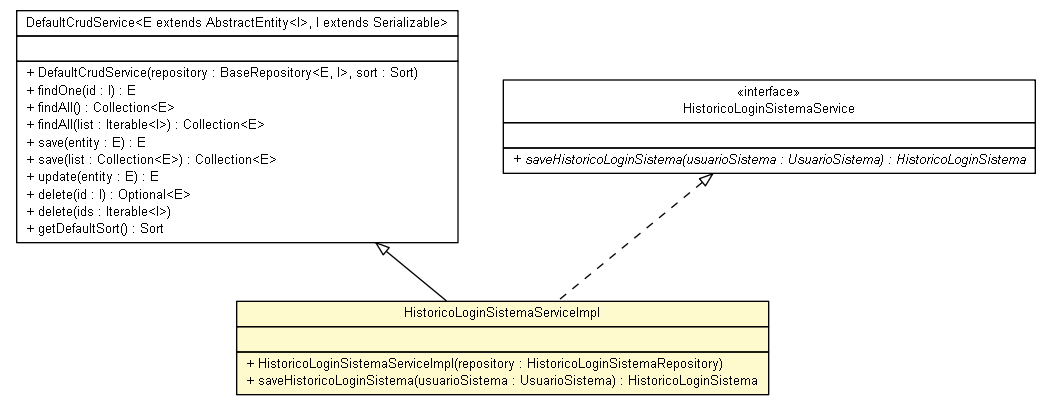 DefaultCrudService<E extends AbstractEntity<I>, I extends Serializable>
+ DefaultCrudService(repository : BaseRepository<E, I>, sort : Sort)
+ findOne(id : I) : E
+ findAll() : Collection<E>
+ findAll(list : Iterable<I>) : Collection<E>
+ save(entity : E) : E
+ save(list : Collection<E>) : Collection<E>
+ update(entity : E) : E
+ delete(id : I) : Optional<E>
+ delete(ids : Iterable<I>)
+ getDefaultSort() : Sort
«interface»
HistoricoLoginSistemaService
+ saveHistoricoLoginSistema(usuarioSistema : UsuarioSistema) : HistoricoLoginSistema
HistoricoLoginSistemaServiceImpl
+ HistoricoLoginSistemaServiceImpl(repository : HistoricoLoginSistemaRepository)
+ saveHistoricoLoginSistema(usuarioSistema : UsuarioSistema) : HistoricoLoginSistema